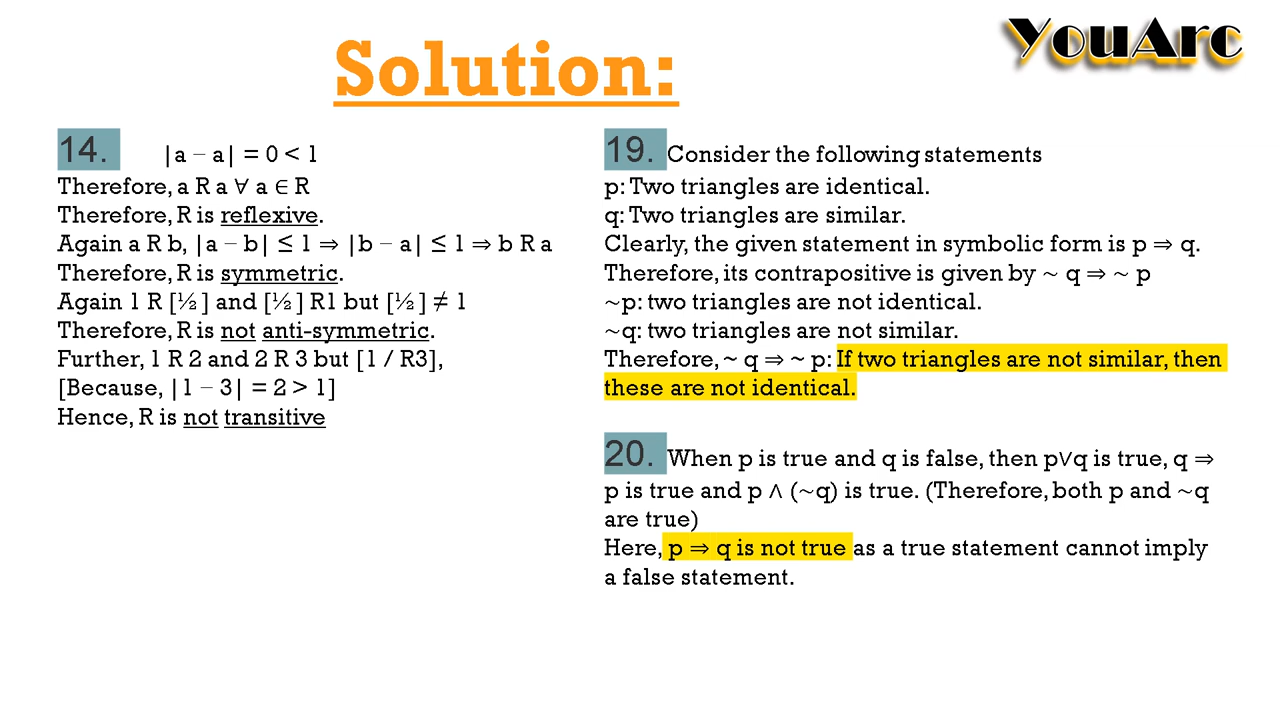 YouArc
Solution:
14. |a – a| = 0 < 1
Therefore, a R a ∀ a ∈ R
Therefore, R is reflexive.
Again a R b, |a – b| ≤ 1 ⇒ |b – a| ≤ 1 ⇒ b R a
Therefore, R is symmetric.
Again 1 R [½] and [½] R1 but [½] ≠ 1
Therefore, R is not anti-symmetric.
Further, 1 R 2 and 2 R 3 but [1 / R3],
[Because, |1 – 3| = 2 > 1]
Hence, R is not transitive
19. Consider the following statements
p: Two triangles are identical.
q: Two triangles are similar.
Clearly, the given statement in symbolic form is p ⇒ q.
Therefore, its contrapositive is given by ~ q ⇒ ~ p
~p: two triangles are not identical.
~q: two triangles are not similar.
Therefore, ~ q ⇒ ~ p: If two triangles are not similar, then
these are not identical.
20. When p is true and q is false, then p∨q is true, q ⇒
p is true and p ∧ (~q) is true. (Therefore, both p and ~q
are true)
Here, p ⇒ q is not true as a true statement cannot imply
a false statement.